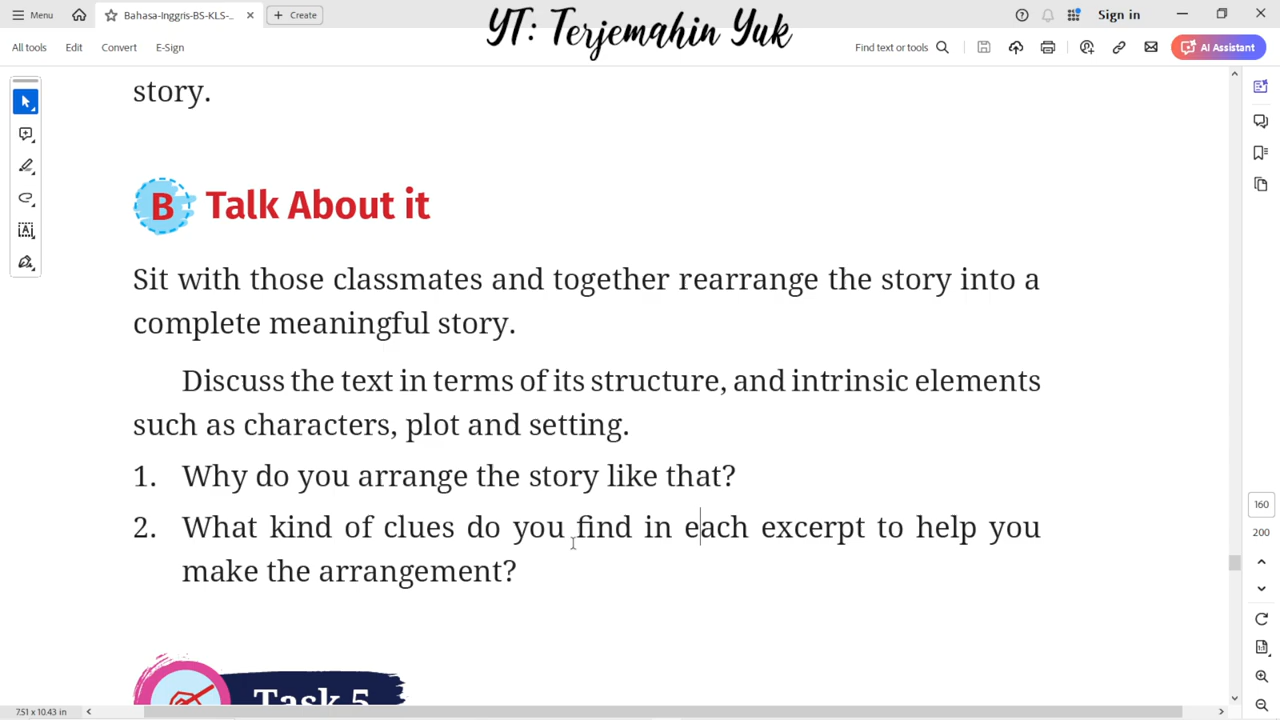 Menu
Bahasa-Inggris-BS-KLS-...
Create
YT: Terjemahin Yuk
Sign in
All tools Edit Convert E-Sign
Find text or tools
AI Assistant
story.
B Talk About it
Sit with those classmates and together rearrange the story into a
complete meaningful story.
Discuss the text in terms of its structure, and intrinsic elements
such as characters, plot and setting.
1. Why do you arrange the story like that?
2. What kind of clues do you find in each excerpt to help you
make the arrangement?
Task 5
160
200
7.51 x 10.43 in